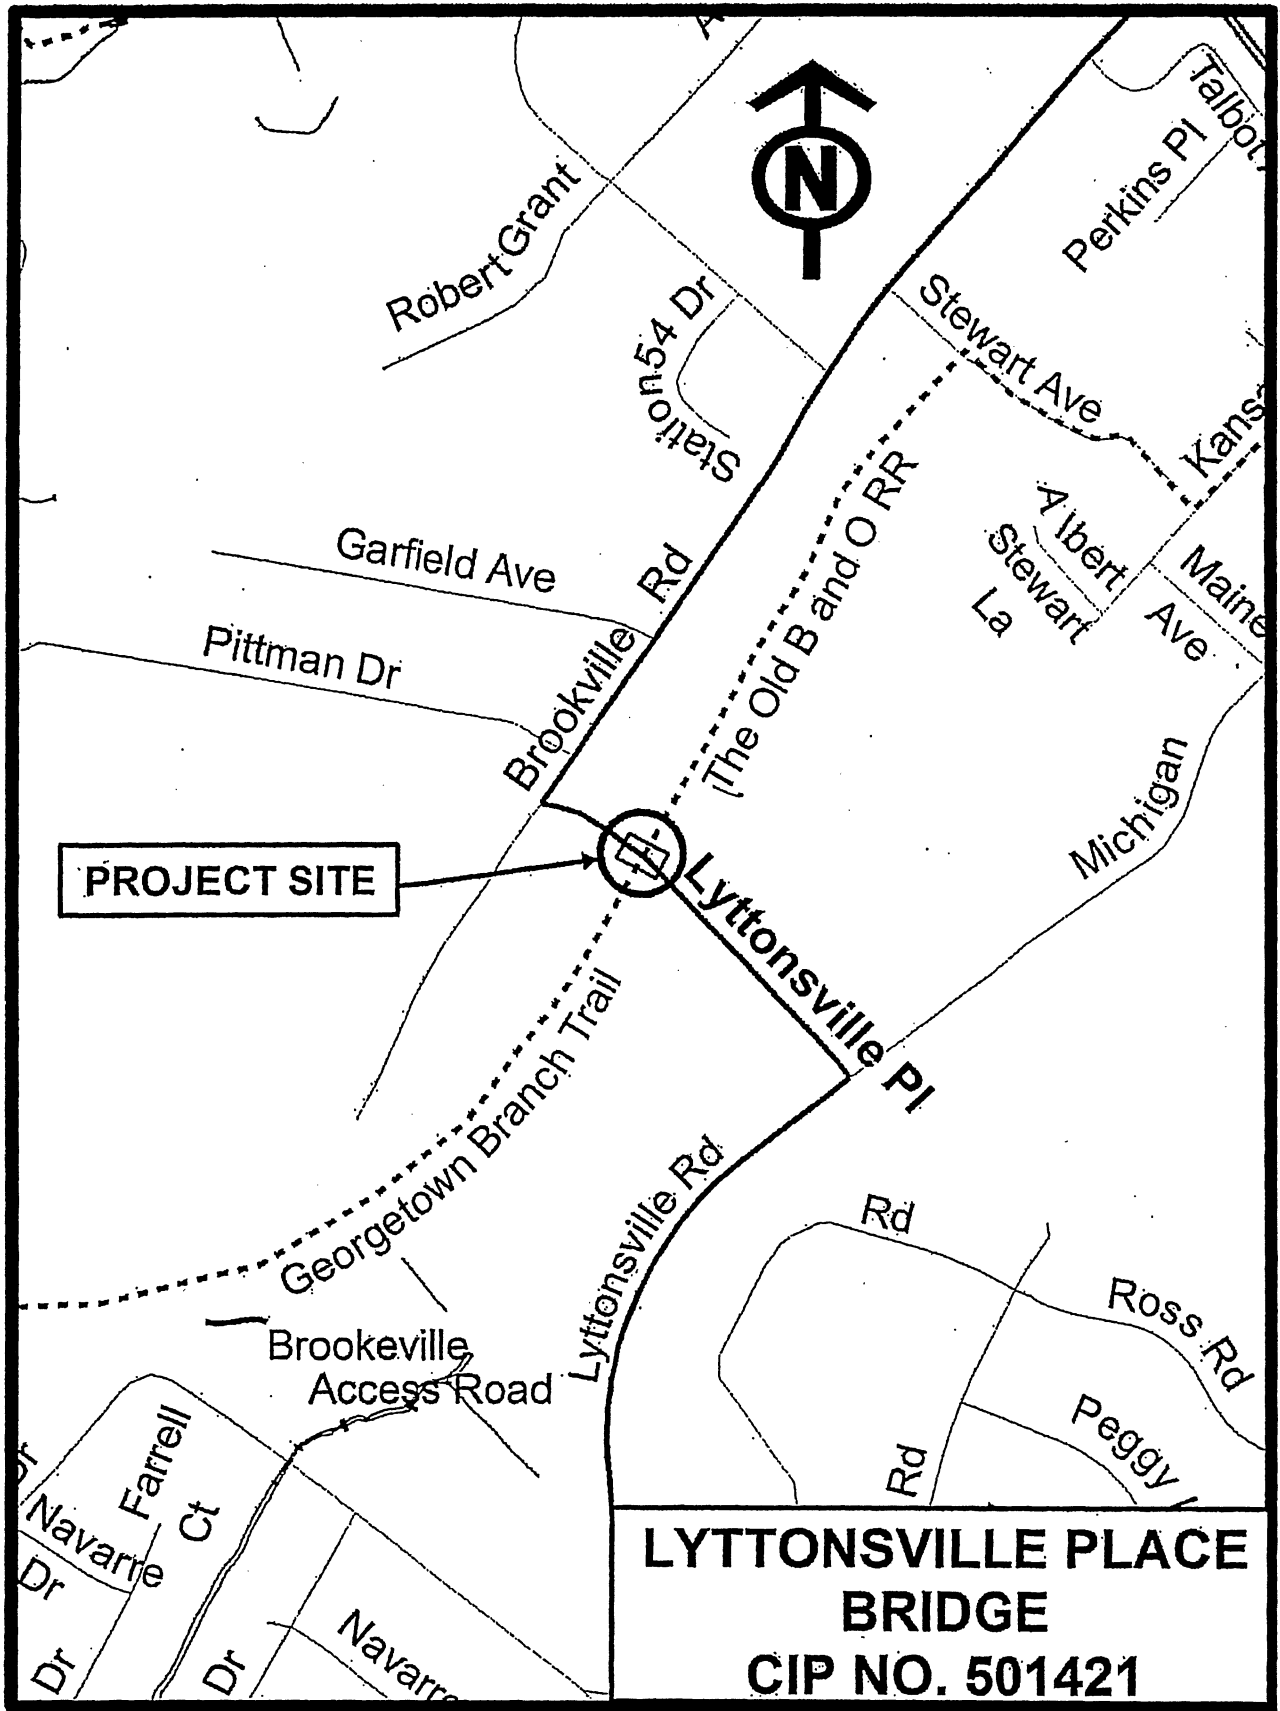 N
Talbot
Perkins Pl
Robert Grant
Station 54 Dr
Stewart Ave
Kans
Garfield Ave
Brookville Rd
(The Old B and O RR
Albert
Stewart
La
Maine
Ave
Pittman Dr
Michigan
PROJECT SITE
Lyttonsville Pl
Georgetown Branch Trail
Lyttonsville Rd
Rd
Ross Rd
Brookeville
Access Road
Peggy
Rd
Farrell
Ct
Dr
Navarre
Dr
Dr
Dr
Navarre
LYTTONSVILLE PLACE
BRIDGE
CIP NO. 501421